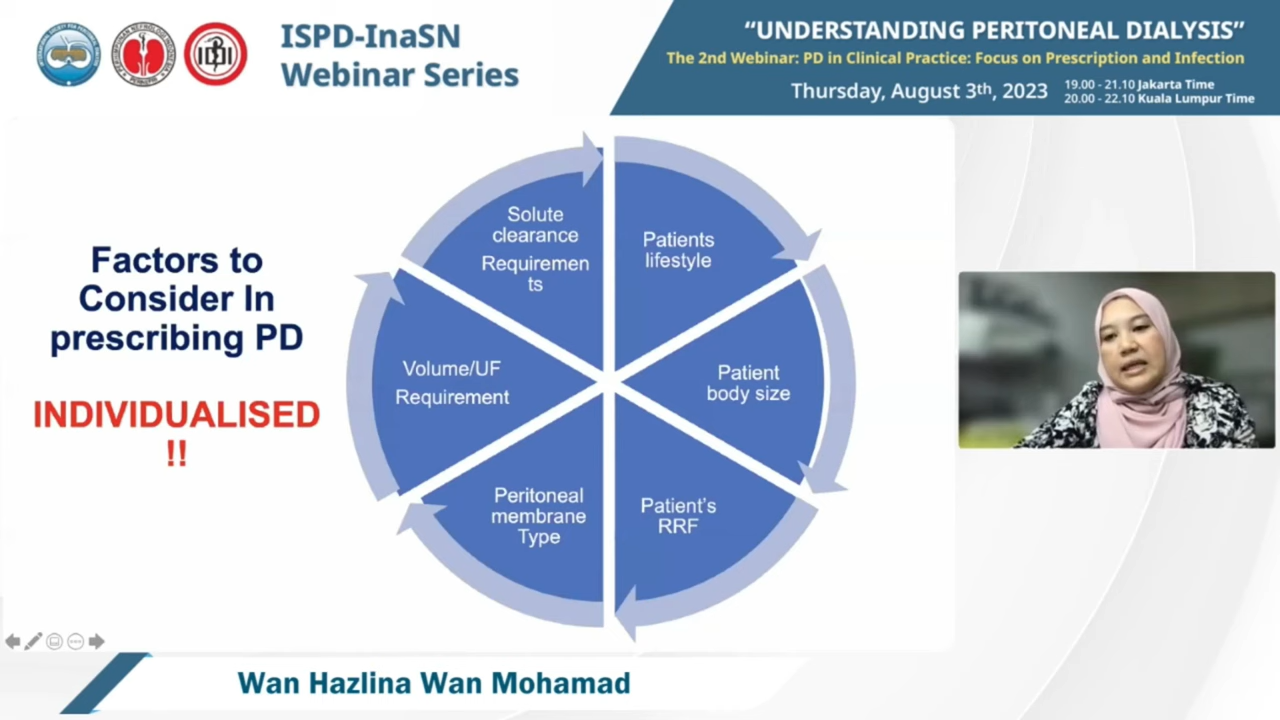 ISPD-InaSN
Webinar Series
“UNDERSTANDING PERITONEAL DIALYSIS”
The 2nd Webinar: PD in Clinical Practice: Focus on Prescription and Infection
Thursday, August 3th, 2023
19.00 - 21.10 Jakarta Time
20.00 - 22.10 Kuala Lumpur Time
Factors to
Consider In
prescribing PD
INDIVIDUALISED
!!
Solute
clearance
Requiremen
ts
Patients
lifestyle
Patient
body size
Patient’s
RRF
Peritoneal
membrane
Type
Volume/UF
Requirement
Wan Hazlina Wan Mohamad